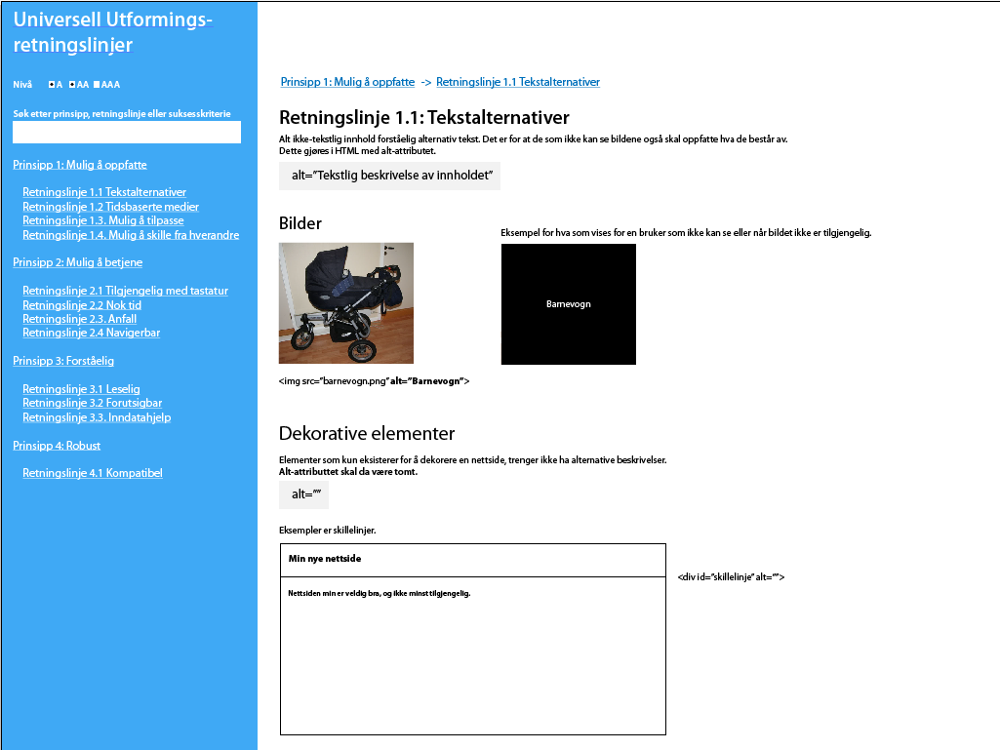 Universell Utformings-
retningslinjer
Nivå A AA AAA
Søk etter prinsipp, retningslinje eller suksesskriterie
Prinsipp 1: Mulig å oppfatte
Retningslinje 1.1 Tekstalternativer
Retningslinje 1.2 Tidsbaserte medier
Retningslinje 1.3. Mulig å tilpasse
Retningslinje 1.4. Mulig å skille fra hverandre
Prinsipp 2: Mulig å betjene
Retningslinje 2.1 Tilgjengelig med tastatur
Retningslinje 2.2 Nok tid
Retningslinje 2.3. Anfall
Retningslinje 2.4 Navigerbar
Prinsipp 3: Forståelig
Retningslinje 3.1 Leselig
Retningslinje 3.2 Forutsigbar
Retningslinje 3.3. Inndatahjelp
Prinsipp 4: Robust
Retningslinje 4.1 Kompatibel
Prinsipp 1: Mulig å oppfatte -> Retningslinje 1.1 Tekstalternativer
Retningslinje 1.1: Tekstalternativer
Alt ikke-tekstlig innhold forståelig alternativ tekst. Det er for at de som ikke kan se bildene også skal oppfatte hva de består av.
Dette gjøres i HTML med alt-attributet.
alt=”Tekstlig beskrivelse av innholdet”
Bilder
Eksempel for hva som vises for en bruker som ikke kan se eller når bildet ikke er tilgjengelig.
Barnevogn
<img src=”barnevogn.png” alt=”Barnevogn”>
Dekorative elementer
Elementer som kun eksisterer for å dekorere en nettside, trenger ikke ha alternative beskrivelser.
Alt-attributtet skal da være tomt.
alt=””
Eksempler er skillelinjer.
Min nye nettside
Nettsiden min er veldig bra, og ikke minst tilgjengelig.
<div id=”skillelinje” alt=””>